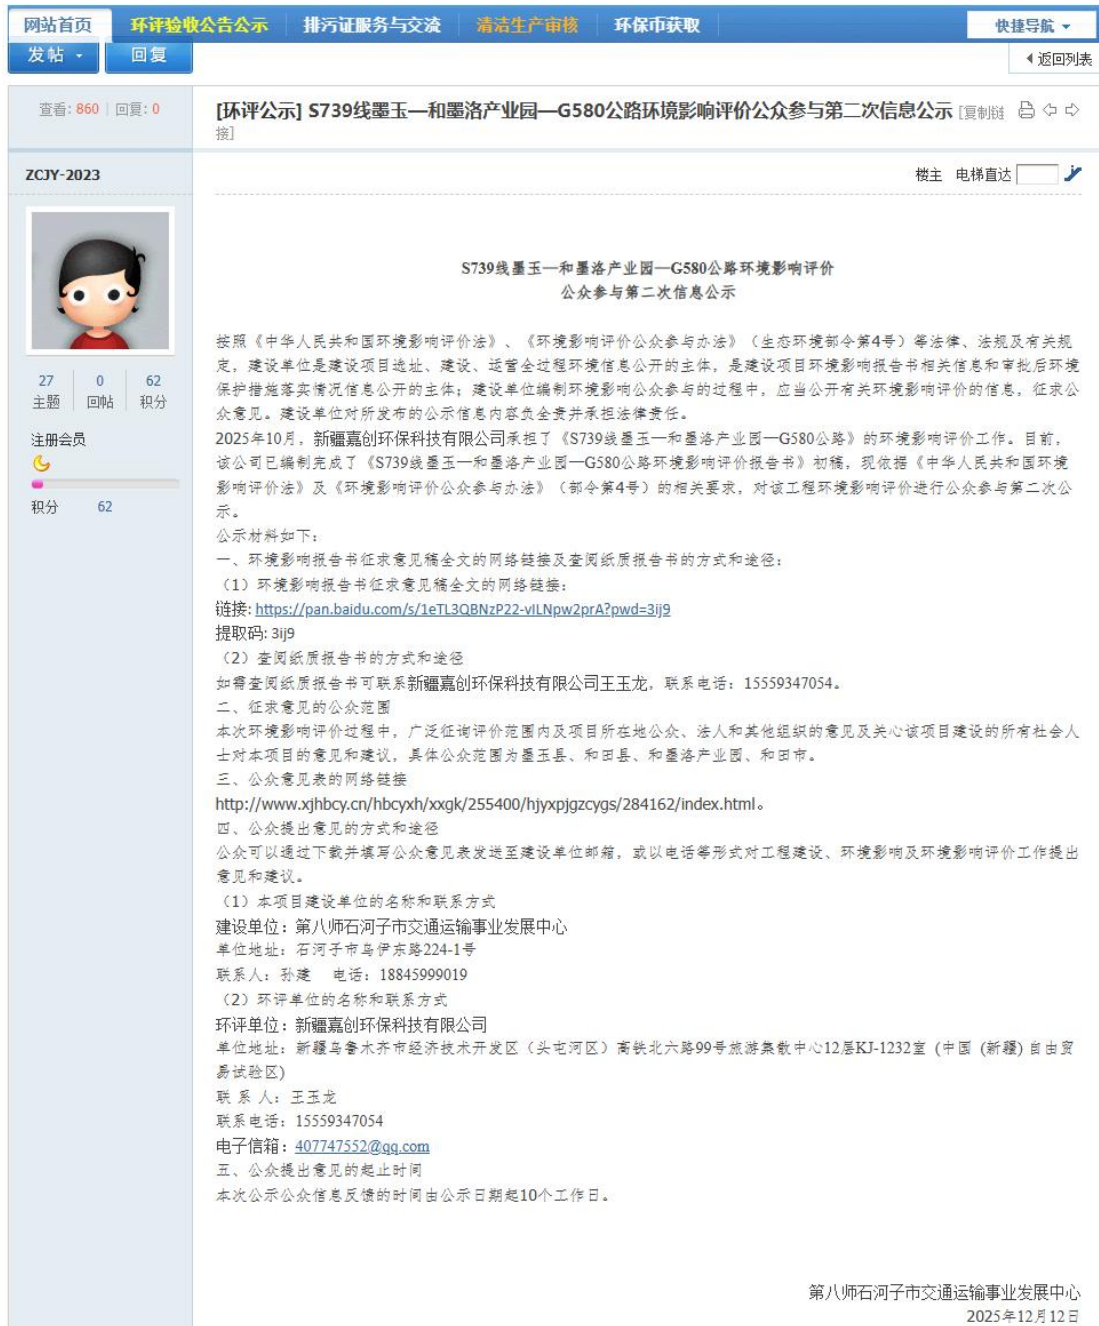 网站首页 环评验收公告公示 排污证服务与交流 清洁生产审核 环保币获取 快捷导航
发帖 回复 返回列表
查看: 860 | 回复: 0
[环评公示] S739线墨玉—和墨洛产业园—G580公路环境影响评价公众参与第二次信息公示 [复制链
接]
ZCJY-2023
楼主 电梯直达
27 0 62
主题 回帖 积分
注册会员
积分 62
S739线墨玉—和墨洛产业园—G580公路环境影响评价
公众参与第二次信息公示
按照《中华人民共和国环境影响评价法》、《环境影响评价公众参与办法》（生态环境部令第4号）等法律、法规及有关规
定，建设单位是建设项目选址、建设、运营全过程环境信息公开的主体，是建设项目环境影响报告书相关信息和审批后环境
保护措施落实情况信息公开的主体；建设单位编制环境影响公众参与的过程中，应当公开有关环境影响评价的信息，征求公
众意见。建设单位对所发布的公示信息内容负全责并承担法律责任。
2025年10月，新疆嘉创环保科技有限公司承担了《S739线墨玉—和墨洛产业园—G580公路》的环境影响评价工作。目前，
该公司已编制完成了《S739线墨玉—和墨洛产业园—G580公路环境影响评价报告书》初稿，现依据《中华人民共和国环境
影响评价法》及《环境影响评价公众参与办法》（部令第4号）的相关要求，对该工程环境影响评价进行公众参与第二次公
示。
公示材料如下：
一、环境影响报告书征求意见稿全文的网络链接及查阅纸质报告书的方式和途径：
（1）环境影响报告书征求意见稿全文的网络链接：
链接: https://pan.baidu.com/s/1eTL3QBNzP22-vILNpw2prA?pwd=3ij9
提取码: 3ij9
（2）查阅纸质报告书的方式和途径
如需查阅纸质报告书可联系新疆嘉创环保科技有限公司王玉龙，联系电话：15559347054。
二、征求意见的公众范围
本次环境影响评价过程中，广泛征询评价范围内及项目所在地公众、法人和其他组织的意见及关心该项目建设的所有社会人
士对本项目的意见和建议，具体公众范围为墨玉县、和田县、和墨洛产业园、和田市。
三、公众意见表的网络链接
http://www.xjhbcy.cn/hbcyxh/xxgk/255400/hjyxpjgzcygs/284162/index.html。
四、公众提出意见的方式和途径
公众可以通过下载并填写公众意见表发送至建设单位邮箱，或以电话等形式对工程建设、环境影响及环境影响评价工作提出
意见和建议。
（1）本项目建设单位的名称和联系方式
建设单位：第八师石河子市交通运输事业发展中心
单位地址：石河子市乌伊东路224-1号
联系人：孙建 电话：18845999019
（2）环评单位的名称和联系方式
环评单位：新疆嘉创环保科技有限公司
单位地址：新疆乌鲁木齐市经济技术开发区（头屯河区）高铁北六路99号旅游集散中心12层KJ-1232室 (中国 (新疆) 自由贸
易试验区)
联 系 人：王玉龙
联系电话：15559347054
电子信箱：407747552@qq.com
五、公众提出意见的起止时间
本次公示公众信息反馈的时间由公示日期起10个工作日。
第八师石河子市交通运输事业发展中心
2025年12月12日